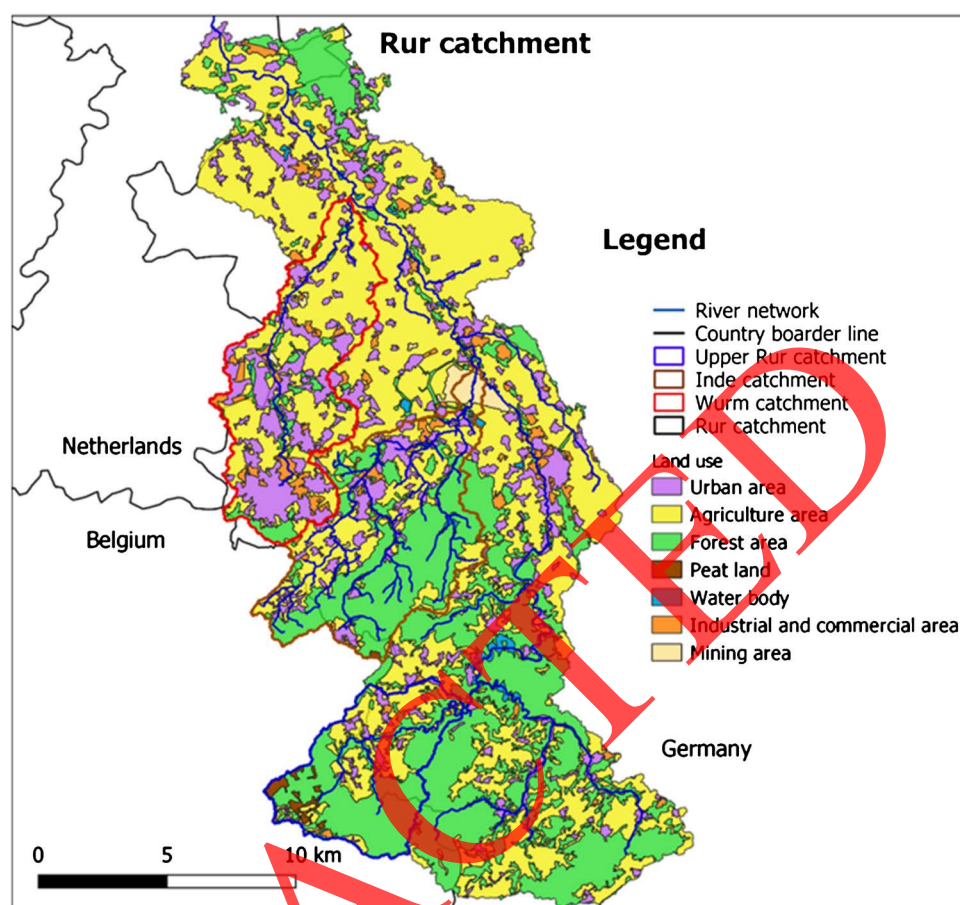 Rur catchment
Legend
River network
Country boarder line
Upper Rur catchment
Inde catchment
Wurm catchment
Rur catchment
Land use
Urban area
Agriculture area
Forest area
Peat land
Water body
Industrial and commercial area
Mining area
Netherlands
Belgium
Germany
0 5 10 km
ACTED